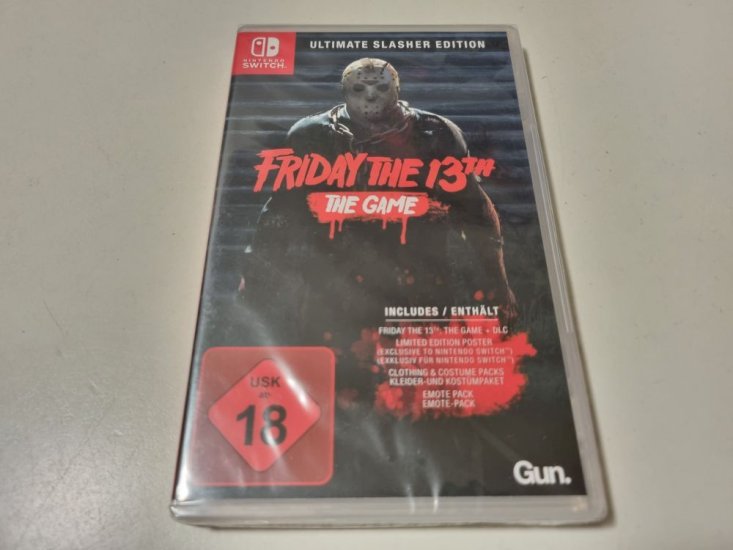 NINTENDO
SWITCH™
ULTIMATE SLASHER EDITION
FRIDAY THE 13TH
THE GAME
INCLUDES / ENTHÄLT
FRIDAY THE 13TH: THE GAME + DLC
LIMITED EDITION POSTER
(EXCLUSIVE TO NINTENDO SWITCH™)
(EXKLUSIV FÜR NINTENDO SWITCH™)
CLOTHING & COSTUME PACKS
KLEIDER-UND KOSTÜMPAKET
EMOTE PACK
EMOTE-PACK
USK
ab
18
Gun.